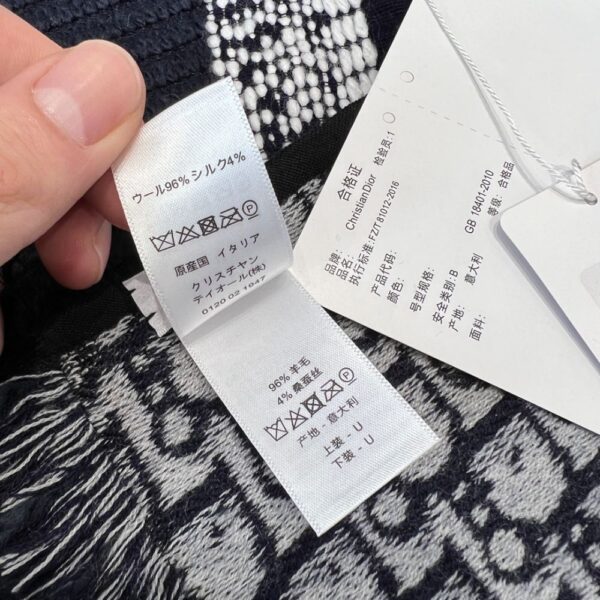 ウール96% シルク4%
原産国 イタリア
クリスチャン
ディオール(株)
0120 02 1947
96% 羊毛
4% 桑蚕丝
P
产地 - 意大利
上装 - U
下装 - U
合格证
品牌: ChristianDior 检验员:1
品名:
执行标准:FZ/T 81012-2016
产品代码:
颜色:
号型规格:
安全类别:B GB 18401-2010
产地: 意大利 等级: 合格品
面料: